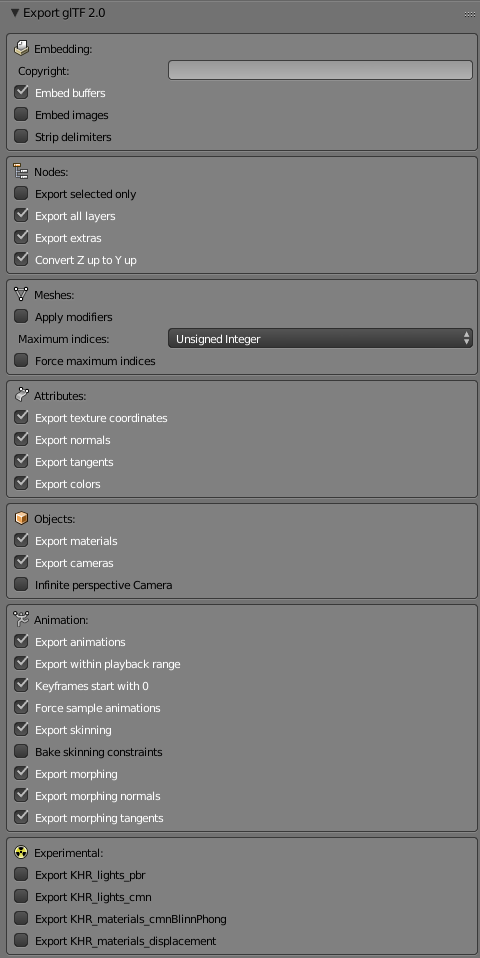 Export glTF 2.0
Embedding:
Copyright:
Embed buffers
Embed images
Strip delimiters
Nodes:
Export selected only
Export all layers
Export extras
Convert Z up to Y up
Meshes:
Apply modifiers
Maximum indices: Unsigned Integer
Force maximum indices
Attributes:
Export texture coordinates
Export normals
Export tangents
Export colors
Objects:
Export materials
Export cameras
Infinite perspective Camera
Animation:
Export animations
Export within playback range
Keyframes start with 0
Force sample animations
Export skinning
Bake skinning constraints
Export morphing
Export morphing normals
Export morphing tangents
Experimental:
Export KHR_lights_pbr
Export KHR_lights_cmn
Export KHR_materials_cmnBlinnPhong
Export KHR_materials_displacement